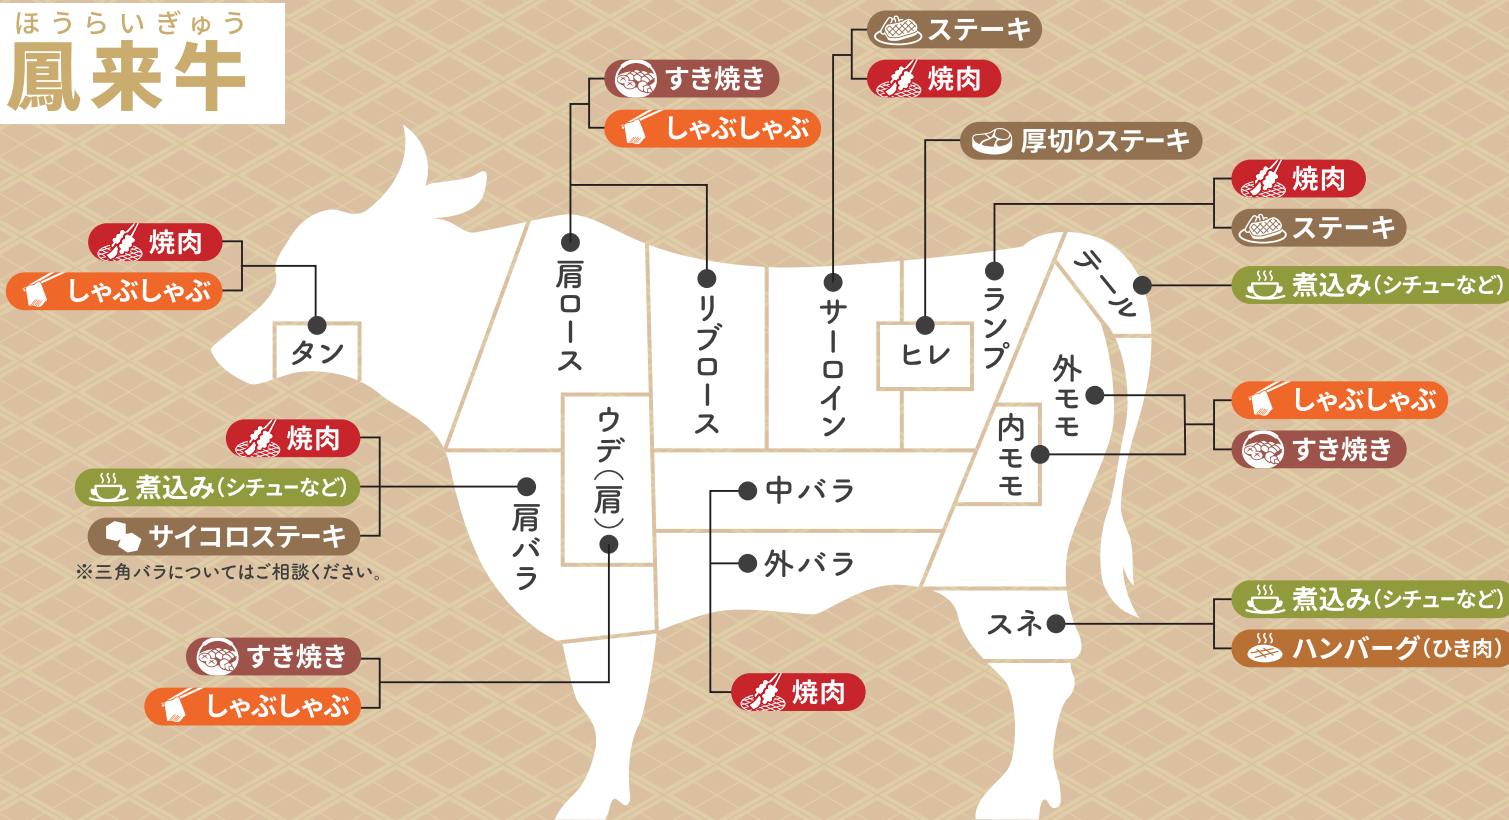 ほうらいぎゅう
鳳来牛
ステーキ
焼肉
すき焼き
しゃぶしゃぶ
厚切りステーキ
焼肉
ステーキ
焼肉
しゃぶしゃぶ
煮込み(シチューなど)
タン
肩ロース
リブロース
サーロイン
ヒレ
ランプ
テール
外モモ
内モモ
しゃぶしゃぶ
すき焼き
焼肉
煮込み(シチューなど)
サイコロステーキ
※三角バラについてはご相談ください。
肩バラ
ウデ(肩)
中バラ
外バラ
スネ
煮込み(シチューなど)
ハンバーグ(ひき肉)
すき焼き
しゃぶしゃぶ
焼肉